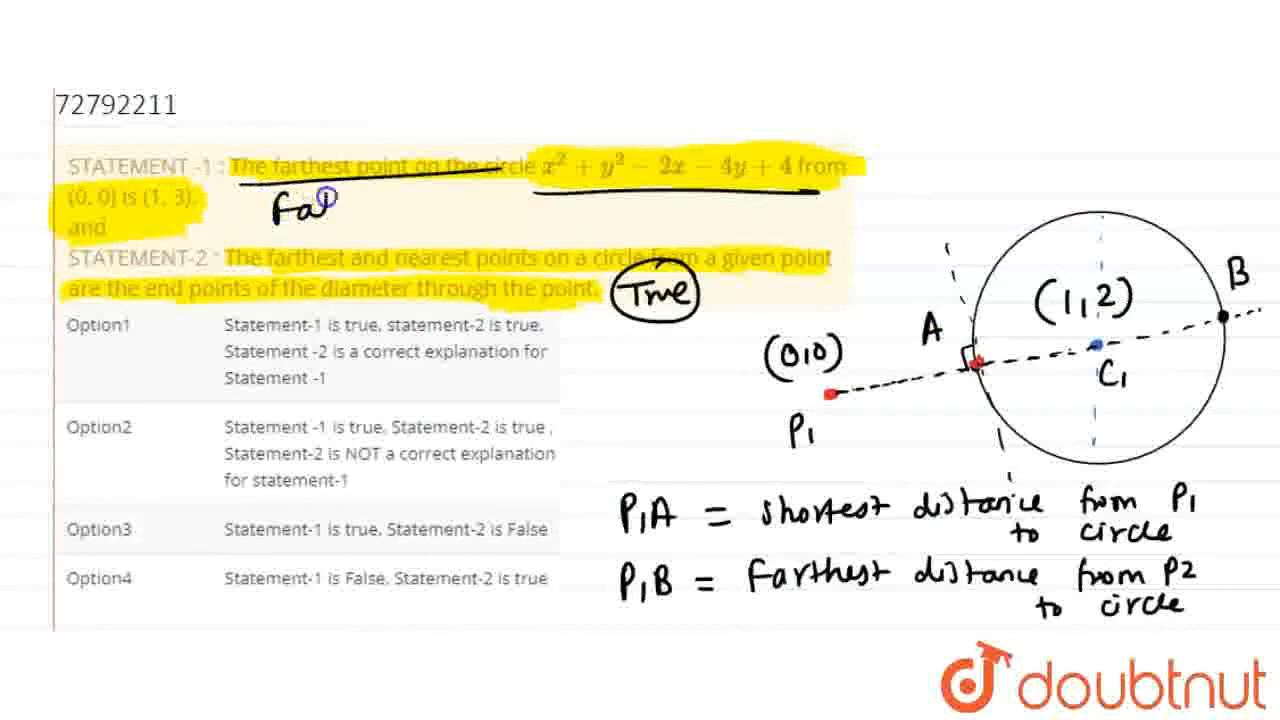 72792211
STATEMENT -1 : The farthest point on the circle x² + y² − 2x − 4y + 4 from
(0, 0) is (1, 3).
and
STATEMENT-2 : The farthest and nearest points on a circle from a given point
are the end points of the diameter through the point.
Fal
True
Option1 Statement-1 is true, statement-2 is true,
Statement -2 is a correct explanation for
Statement -1
Option2 Statement -1 is true, Statement-2 is true ,
Statement-2 is NOT a correct explanation
for statement-1
Option3 Statement-1 is true, Statement-2 is False
Option4 Statement-1 is False, Statement-2 is true
B
(1,2)
A
(0,0)
C1
P1
P1A = shortest distance from P1
to circle
P1B = farthest distance from P2
to circle
doubtnut